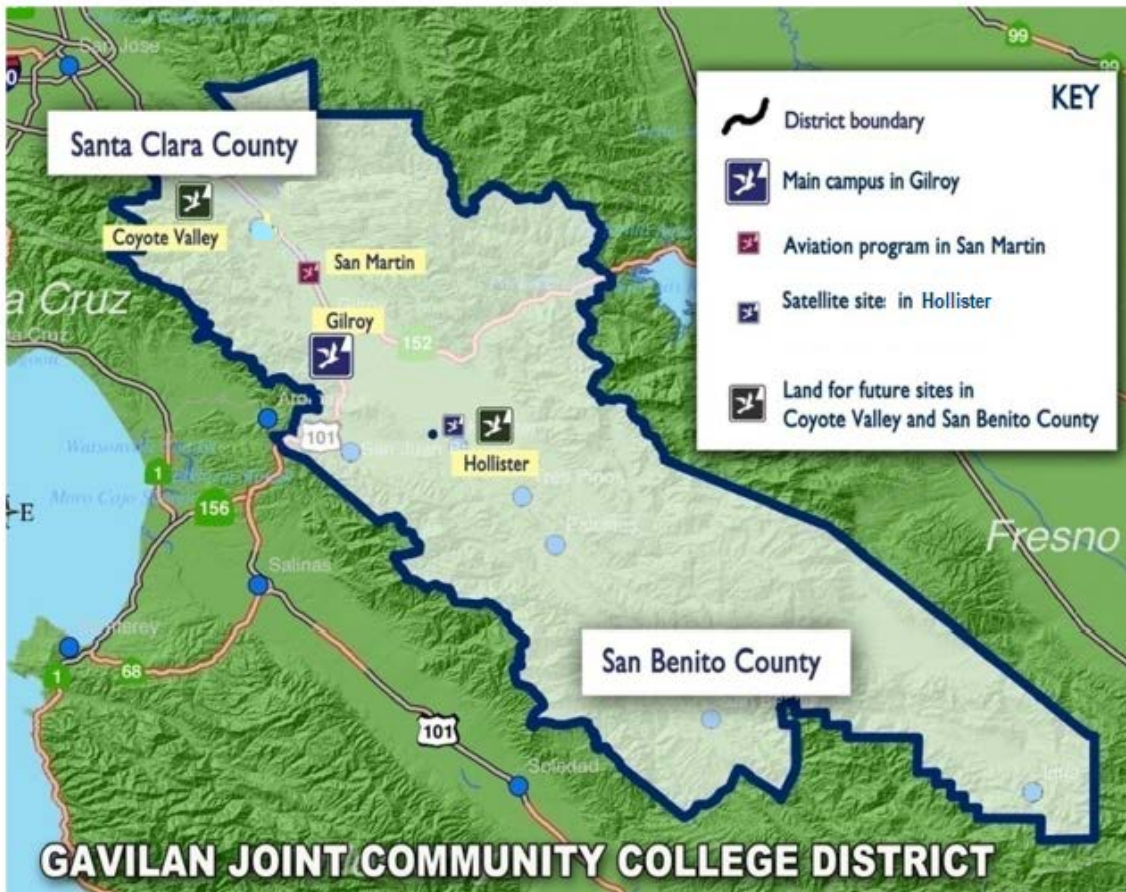 San Jose
99
99
KEY
District boundary
Main campus in Gilroy
Aviation program in San Martin
Satellite site: in Hollister
Land for future sites in
Coyote Valley and San Benito County
Santa Clara County
Coyote Valley
San Martin
Gilroy
152
a Cruz
101
Hollister
1
156
E
Fresno
Salinas
San Benito County
68
1
101
Soledad
GAVILAN JOINT COMMUNITY COLLEGE DISTRICT